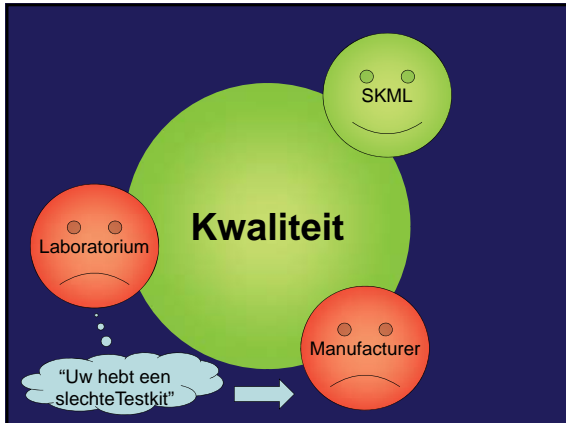 SKML
Kwaliteit
Laboratorium
Manufacturer
“Uw hebt een
slechteTestkit”